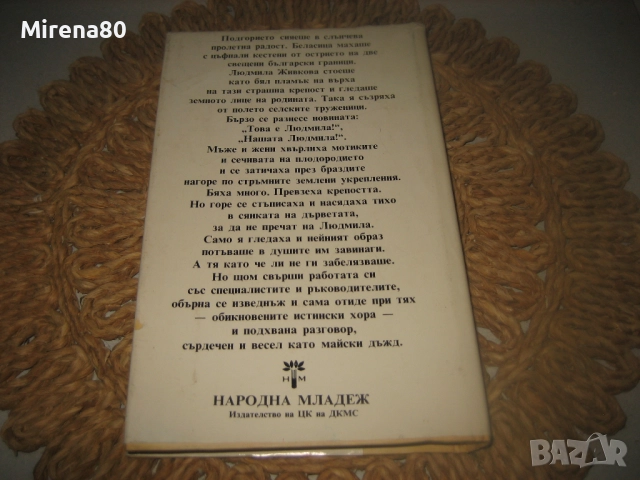 Mirena80
Подгорието сияеше в слънчева
пролетна радост. Беласица махаше
с цъфнали кестени от острието на две
свещени български граници.
Людмила Живкова стоеше
като бял пламък на върха
на тази страшна крепост и гледаше
земното лице на родината. Така я съзряха
от полето селските труженици.
Бързо се разнесе новината:
„Това е Людмила!“,
„Нашата Людмила!“.
Мъже и жени хвърлиха мотиките
и сечивата на плодородието
и се затичаха през браздите
нагоре по стръмните землени укрепления.
Бяха много. Превзеха крепостта.
Но горе се стъписаха и насядаха тихо
в сянката на дърветата,
за да не пречат на Людмила.
Само я гледаха и нейният образ
потъваше в душите им завинаги.
А тя като че ли не ги забелязваше.
Но щом свърши работата си
със специалистите и ръководителите,
обърна се изведнъж и сама отиде при тях
— обикновените истински хора —
и подхвана разговор,
сърдечен и весел като майски дъжд.
НМ
НАРОДНА МЛАДЕЖ
Издателство на ЦК на ДКМС
BAZAR